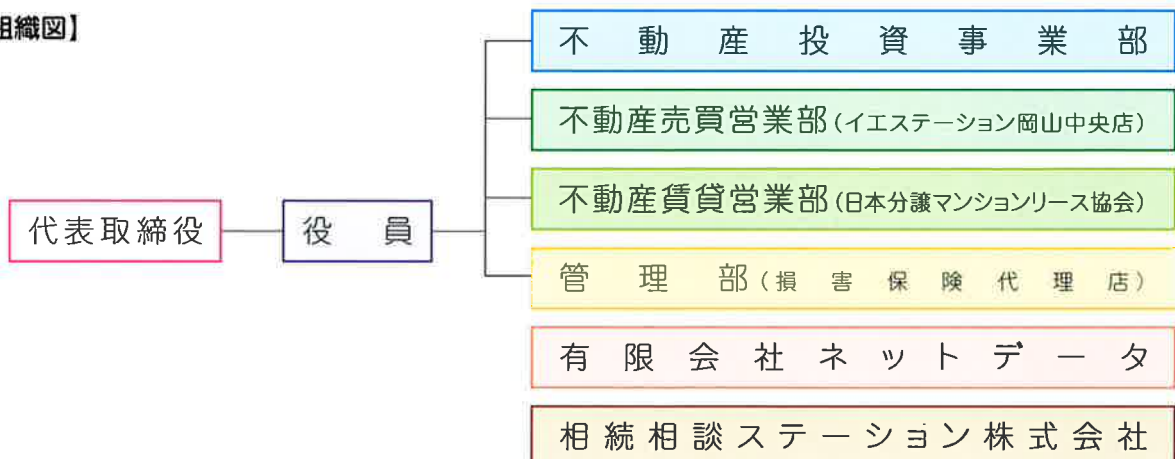 組織図】
代表取締役
役員
不動産投資事業部
不動産売買営業部(イエステーション岡山中央店)
不動産賃貸営業部(日本分譲マンションリース協会)
管理部(損害保険代理店)
有限会社ネットデータ
相続相談ステーション株式会社